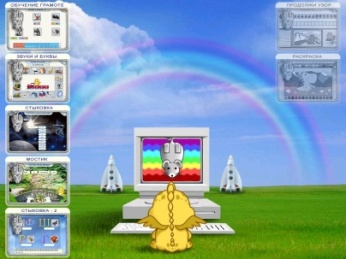 ОБУЧЕНИЕ ГРАМОТЕ
ЗВУКИ И БУКВЫ
СТЫКОВКА
МОСТИК
СТЫКОВКА - 2
ПРОДОЛЖИ УЗОР
РАСКРАСКА